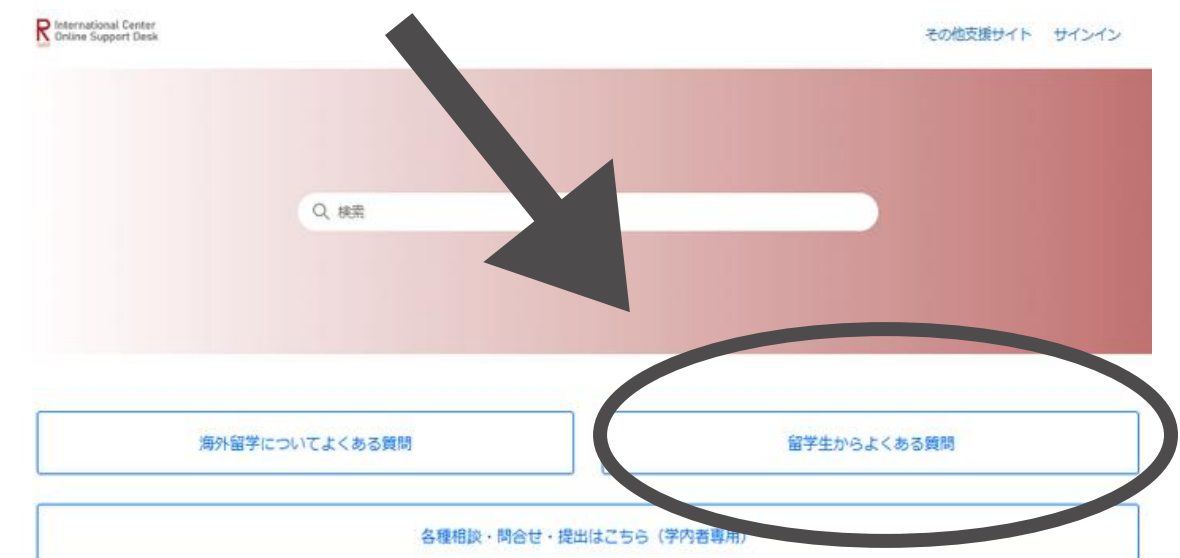 R International Center
Online Support Desk
その他支援サイト サインイン
検索
海外留学についてよくある質問
留学生からよくある質問
各種相談・問合せ・提出はこちら（学内者専用）